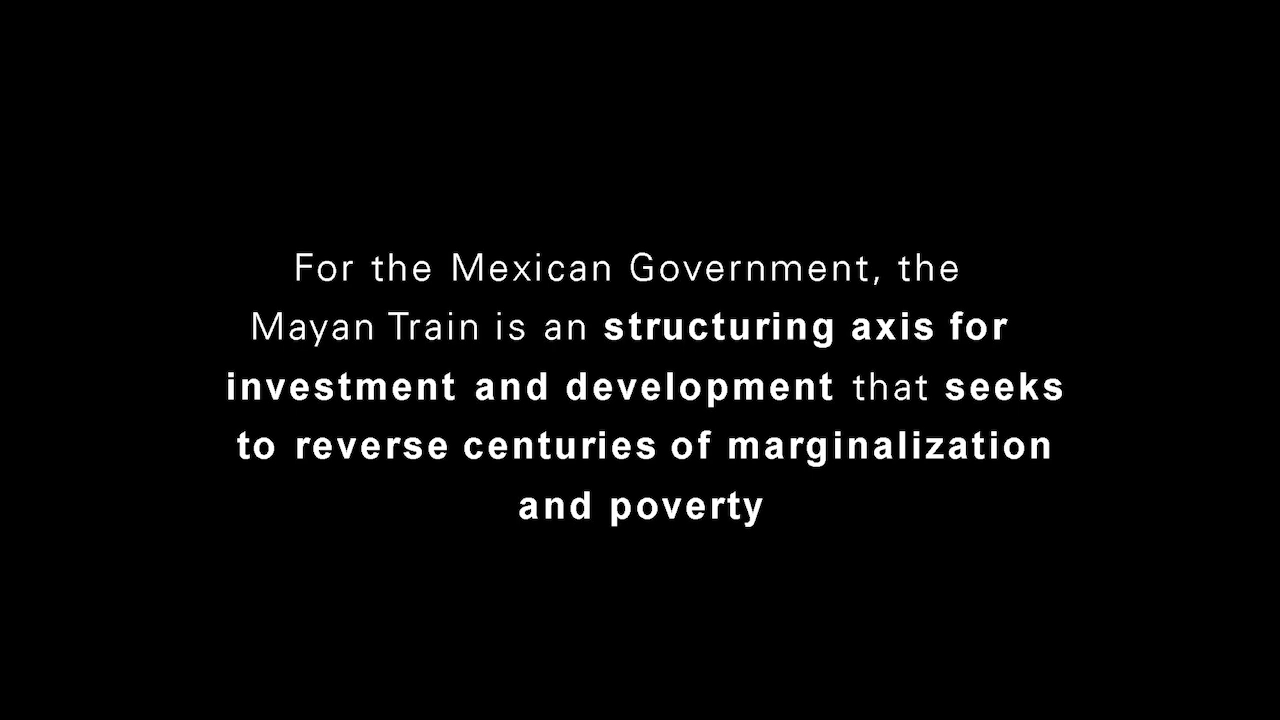 For the Mexican Government, the
Mayan Train is an structuring axis for
investment and development that seeks
to reverse centuries of marginalization
and poverty